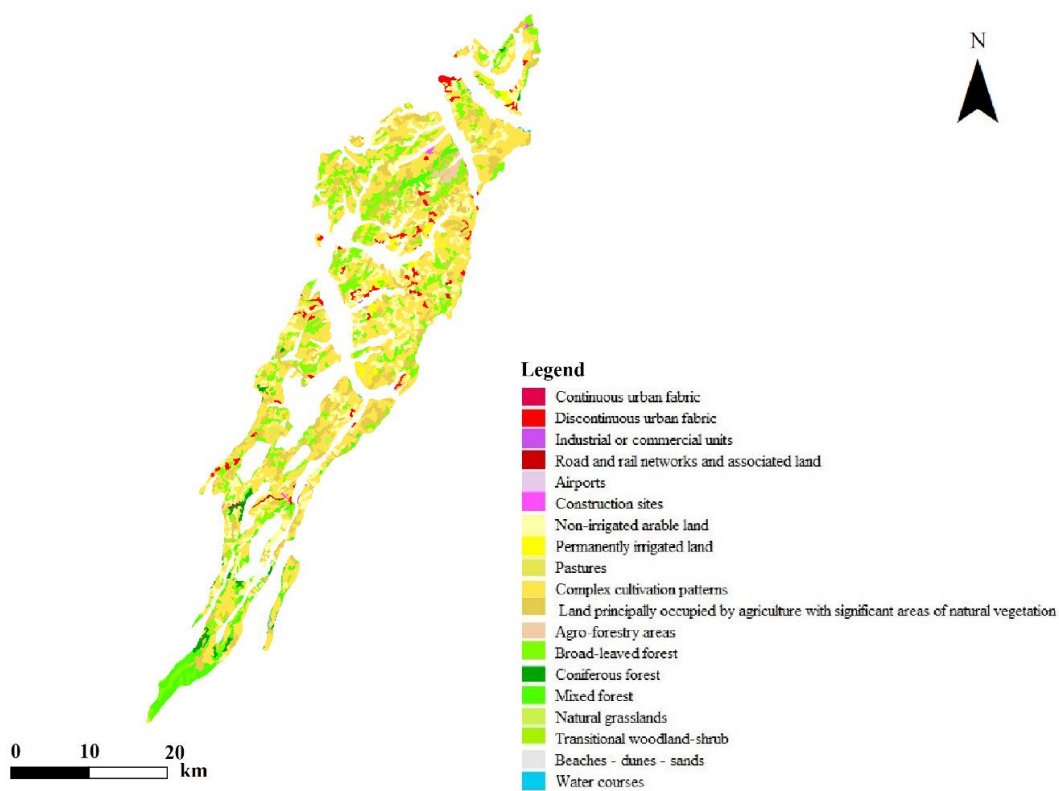 N
Legend
Continuous urban fabric
Discontinuous urban fabric
Industrial or commercial units
Road and rail networks and associated land
Airports
Construction sites
Non-irrigated arable land
Permanently irrigated land
Pastures
Complex cultivation patterns
Land principally occupied by agriculture with significant areas of natural vegetation
Agro-forestry areas
Broad-leaved forest
Coniferous forest
Mixed forest
Natural grasslands
Transitional woodland-shrub
Beaches - dunes - sands
Water courses
0 10 20
km